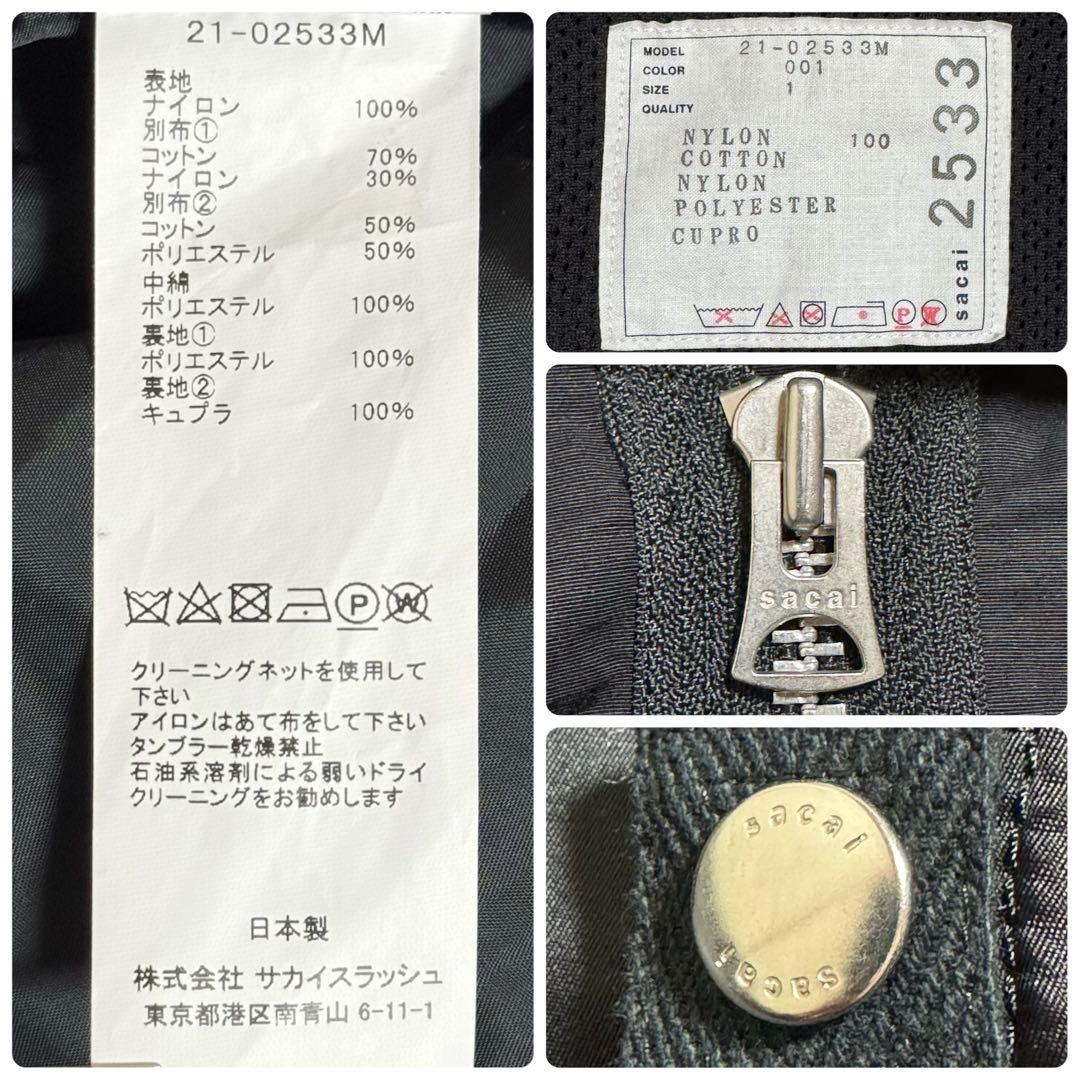 21-02533M
表地
ナイロン 100%
別布①
コットン 70%
ナイロン 30%
別布②
コットン 50%
ポリエステル 50%
中綿
ポリエステル 100%
裏地①
ポリエステル 100%
裏地②
キュプラ 100%
P W
クリーニングネットを使用して
下さい
アイロンはあて布をして下さい
タンブラー乾燥禁止
石油系溶剤による弱いドライ
クリーニングをお勧めします
日本製
株式会社 サカイスラッシュ
東京都港区南青山 6-11-1
MODEL 21-02533M
COLOR 001
SIZE 1
QUALITY
NYLON 100
COTTON
NYLON
POLYESTER
CUPRO
P W
sacai 2533
sacai
sacai
sacai